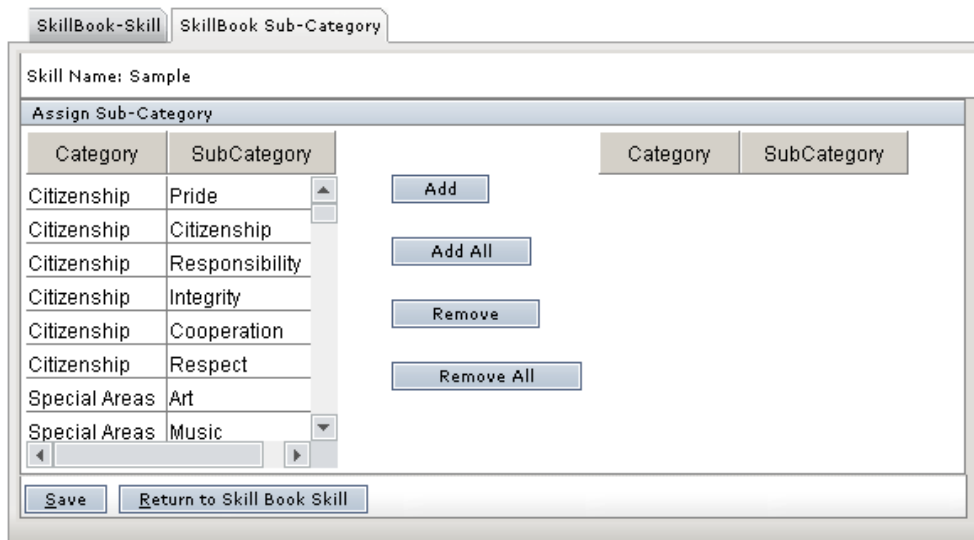 SkillBook-Skill SkillBook Sub-Category
Skill Name: Sample
Assign Sub-Category
Category SubCategory Category SubCategory
Citizenship Pride Add
Citizenship Citizenship
Citizenship Responsibility Add All
Citizenship Integrity Remove
Citizenship Cooperation
Citizenship Respect Remove All
Special Areas Art
Special Areas Music
Save Return to Skill Book Skill